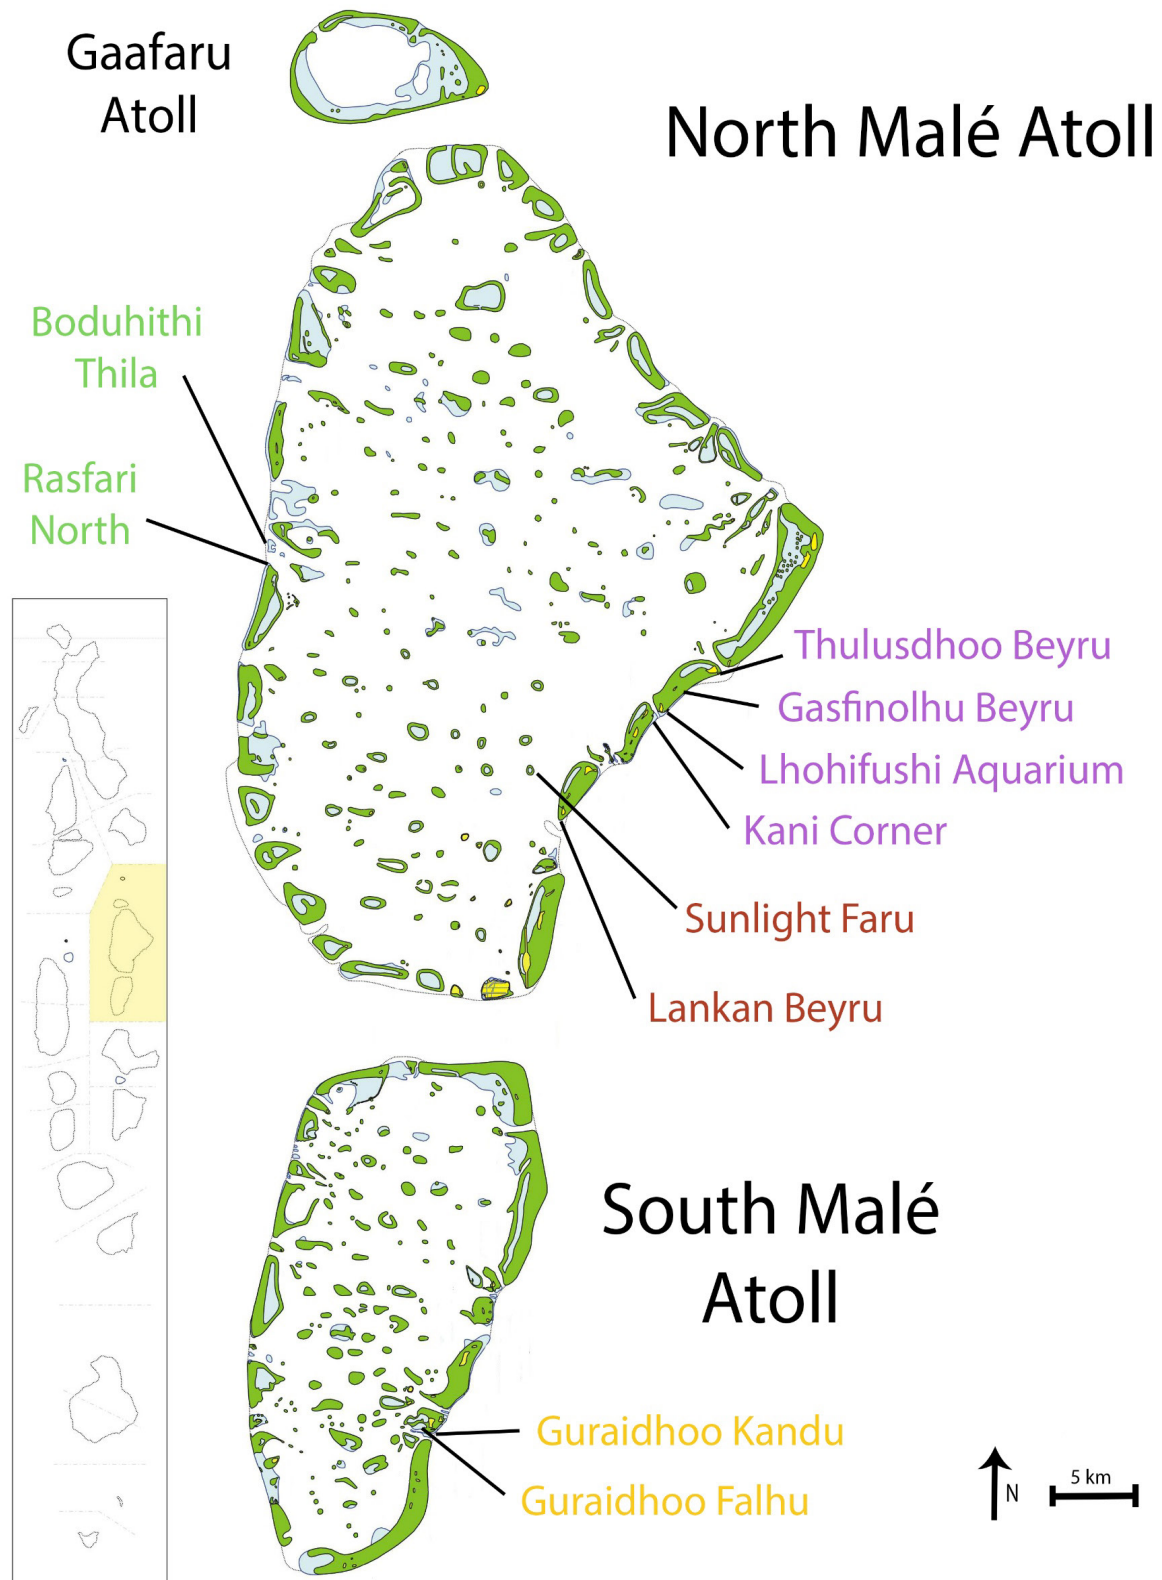 Gaafaru
Atoll
North Malé Atoll
Boduhithi
Thila
Rasfari
North
Thulusdhoo Beyru
Gasfinolhu Beyru
Lhohifushi Aquarium
Kani Corner
Sunlight Faru
Lankan Beyru
South Malé
Atoll
Guraidhoo Kandu
Guraidhoo Falhu
N
5 km